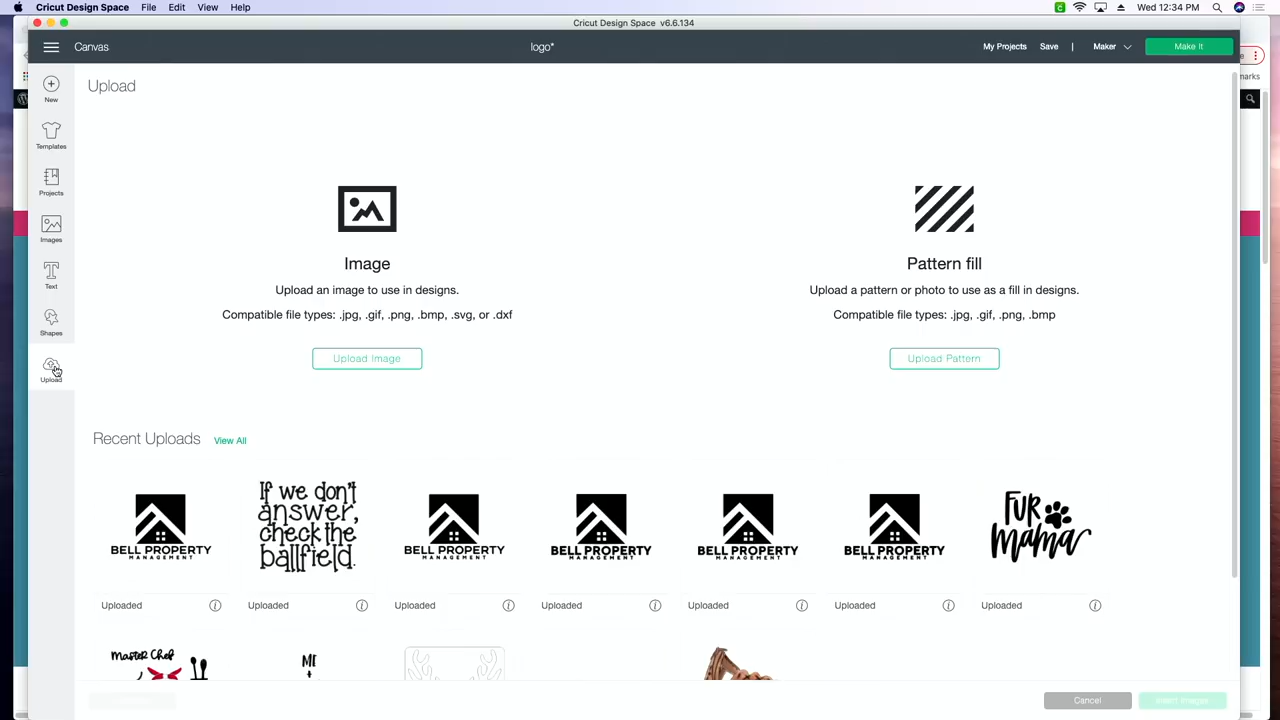 Cricut Design Space File Edit View Help
Wed 12:34 PM
Cricut Design Space v6.6.134
Canvas
logo*
My Projects Save | Maker Make It
marks
New
Templates
Projects
Images
Text
Shapes
Upload
Upload
Image
Upload an image to use in designs.
Compatible file types: .jpg, .gif, .png, .bmp, .svg, or .dxf
Upload Image
Pattern fill
Upload a pattern or photo to use as a fill in designs.
Compatible file types: .jpg, .gif, .png, .bmp
Upload Pattern
Recent Uploads View All
BELL PROPERTY
MANAGEMENT
If we don't
answer,
check the
ballfield.
BELL PROPERTY
MANAGEMENT
BELL PROPERTY
MANAGEMENT
BELL PROPERTY
MANAGEMENT
BELL PROPERTY
MANAGEMENT
FUR
mama
Uploaded Uploaded Uploaded Uploaded Uploaded Uploaded Uploaded
Master Chef
Cancel
Insert Images